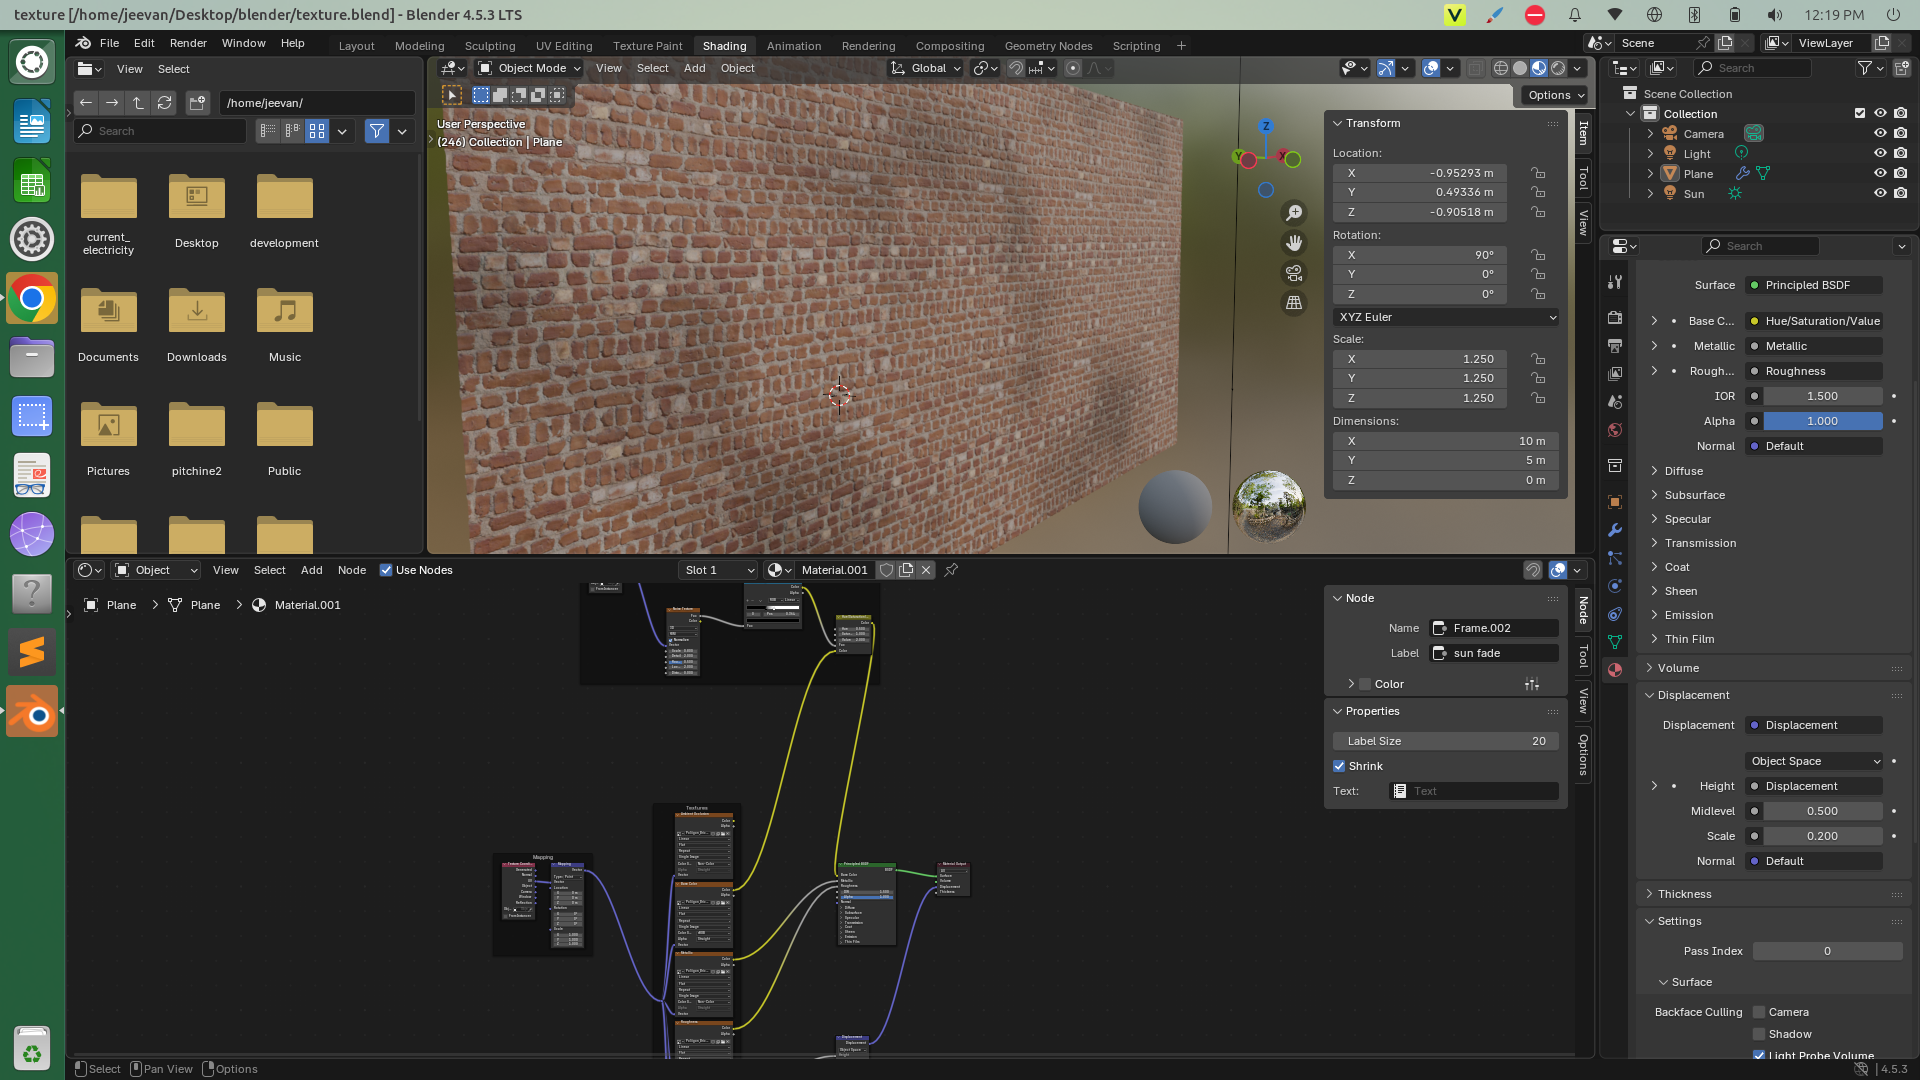 texture [/home/jeevan/Desktop/blender/texture.blend] - Blender 4.5.3 LTS
12:19 PM
File Edit Render Window Help
Layout Modeling Sculpting UV Editing Texture Paint Shading Animation Rendering Compositing Geometry Nodes Scripting +
Scene
ViewLayer
View Select
/home/jeevan/
Search
current_
electricity
Desktop
development
Documents
Downloads
Music
Pictures
pitchine2
Public
Object Mode View Select Add Object
Global
Options
User Perspective
(246) Collection | Plane
Z
Transform
Location:
X -0.95293 m
Y 0.49336 m
Z -0.90518 m
Rotation:
X 90°
Y 0°
Z 0°
XYZ Euler
Scale:
X 1.250
Y 1.250
Z 1.250
Dimensions:
X 10 m
Y 5 m
Z 0 m
Item
Tool
View
Search
Scene Collection
Collection
Camera
Light
Plane
Sun
Search
Surface Principled BSDF
Base C... Hue/Saturation/Value
Metallic Metallic
Rough... Roughness
IOR 1.500
Alpha 1.000
Normal Default
Diffuse
Subsurface
Specular
Transmission
Coat
Sheen
Emission
Thin Film
Volume
Displacement
Displacement Displacement
Object Space
Height Displacement
Midlevel 0.500
Scale 0.200
Normal Default
Thickness
Settings
Pass Index 0
Surface
Backface Culling Camera
Shadow
Light Probe Volume
Object View Select Add Node Use Nodes
Slot 1
Material.001
Plane > Plane > Material.001
Textures
Mapping
Node
Name Frame.002
Label sun fade
Color
Properties
Label Size 20
Shrink
Text: Text
Node
Tool
View
Options
Select Pan View Options
4.5.3